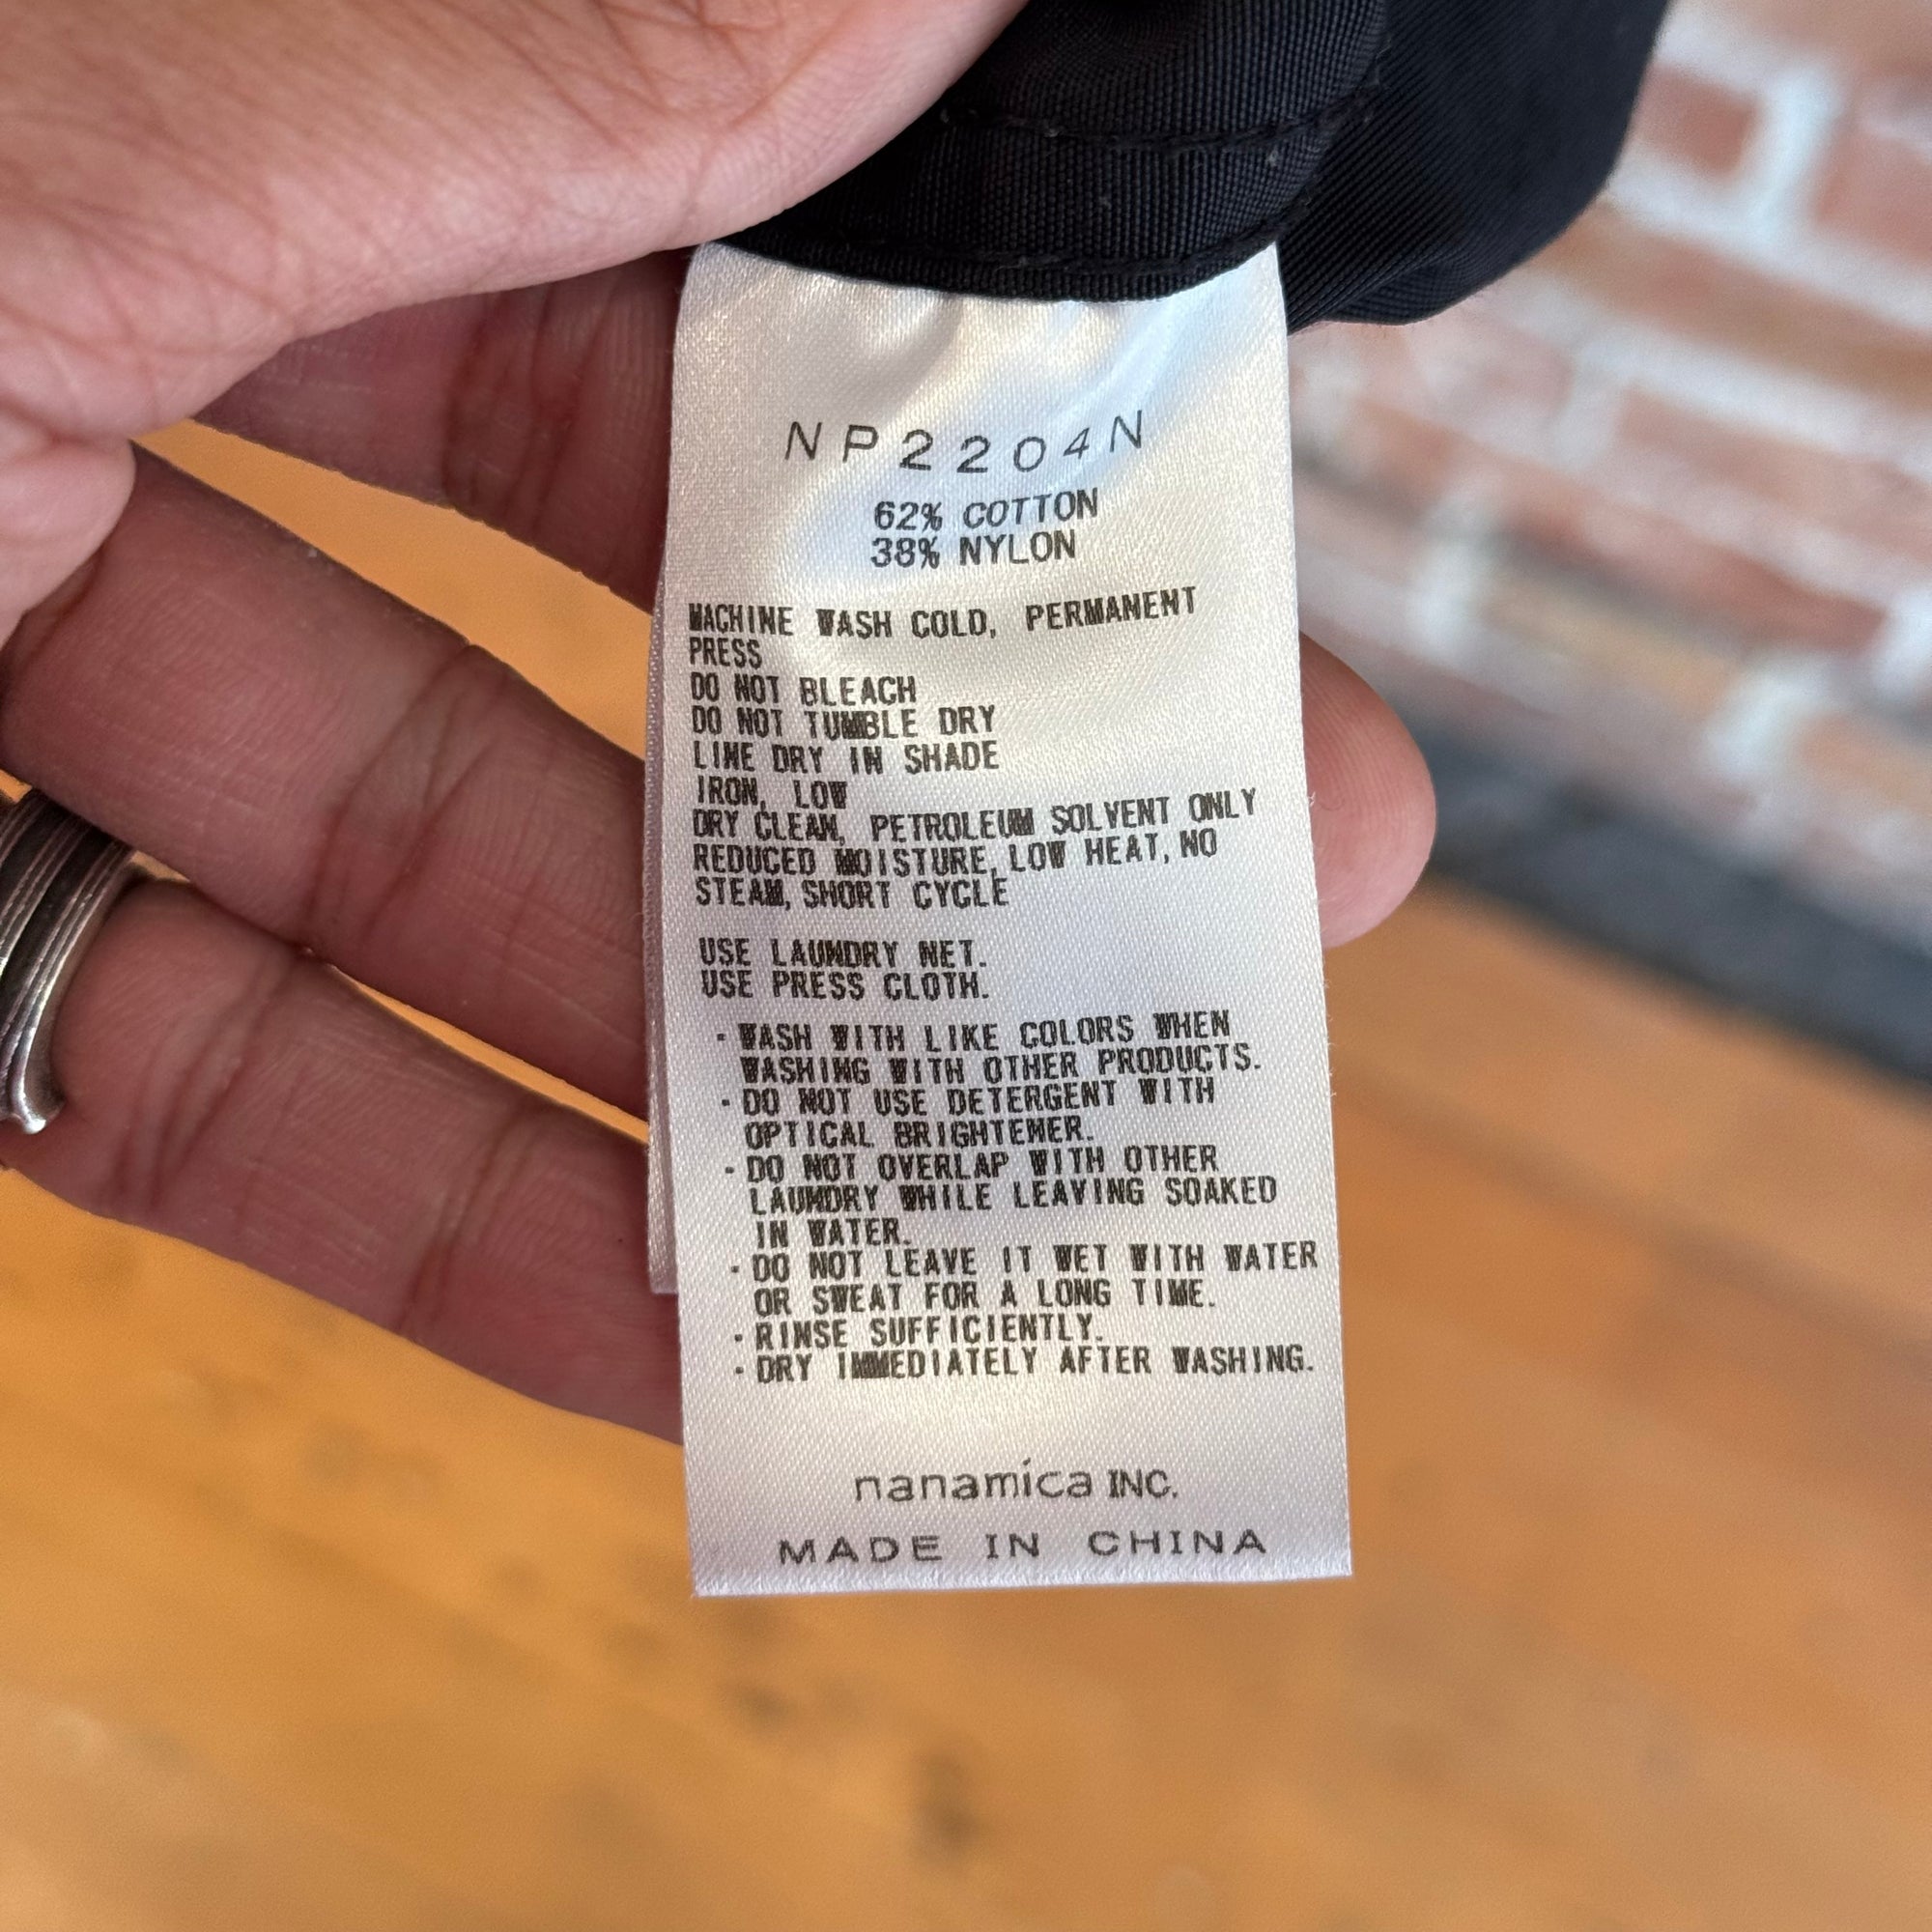 NP2204N
62% COTTON
38% NYLON
MACHINE WASH COLD, PERMANENT
PRESS
DO NOT BLEACH
DO NOT TUMBLE DRY
LINE DRY IN SHADE
IRON, LOW
DRY CLEAN, PETROLEUM SOLVENT ONLY
REDUCED MOISTURE, LOW HEAT, NO
STEAM, SHORT CYCLE
USE LAUNDRY NET.
USE PRESS CLOTH.
・WASH WITH LIKE COLORS WHEN
WASHING WITH OTHER PRODUCTS.
・DO NOT USE DETERGENT WITH
OPTICAL BRIGHTENER.
・DO NOT OVERLAP WITH OTHER
LAUNDRY WHILE LEAVING SOAKED
IN WATER.
・DO NOT LEAVE IT WET WITH WATER
OR SWEAT FOR A LONG TIME.
・RINSE SUFFICIENTLY.
・DRY IMMEDIATELY AFTER WASHING.
nanamica INC.
MADE IN CHINA